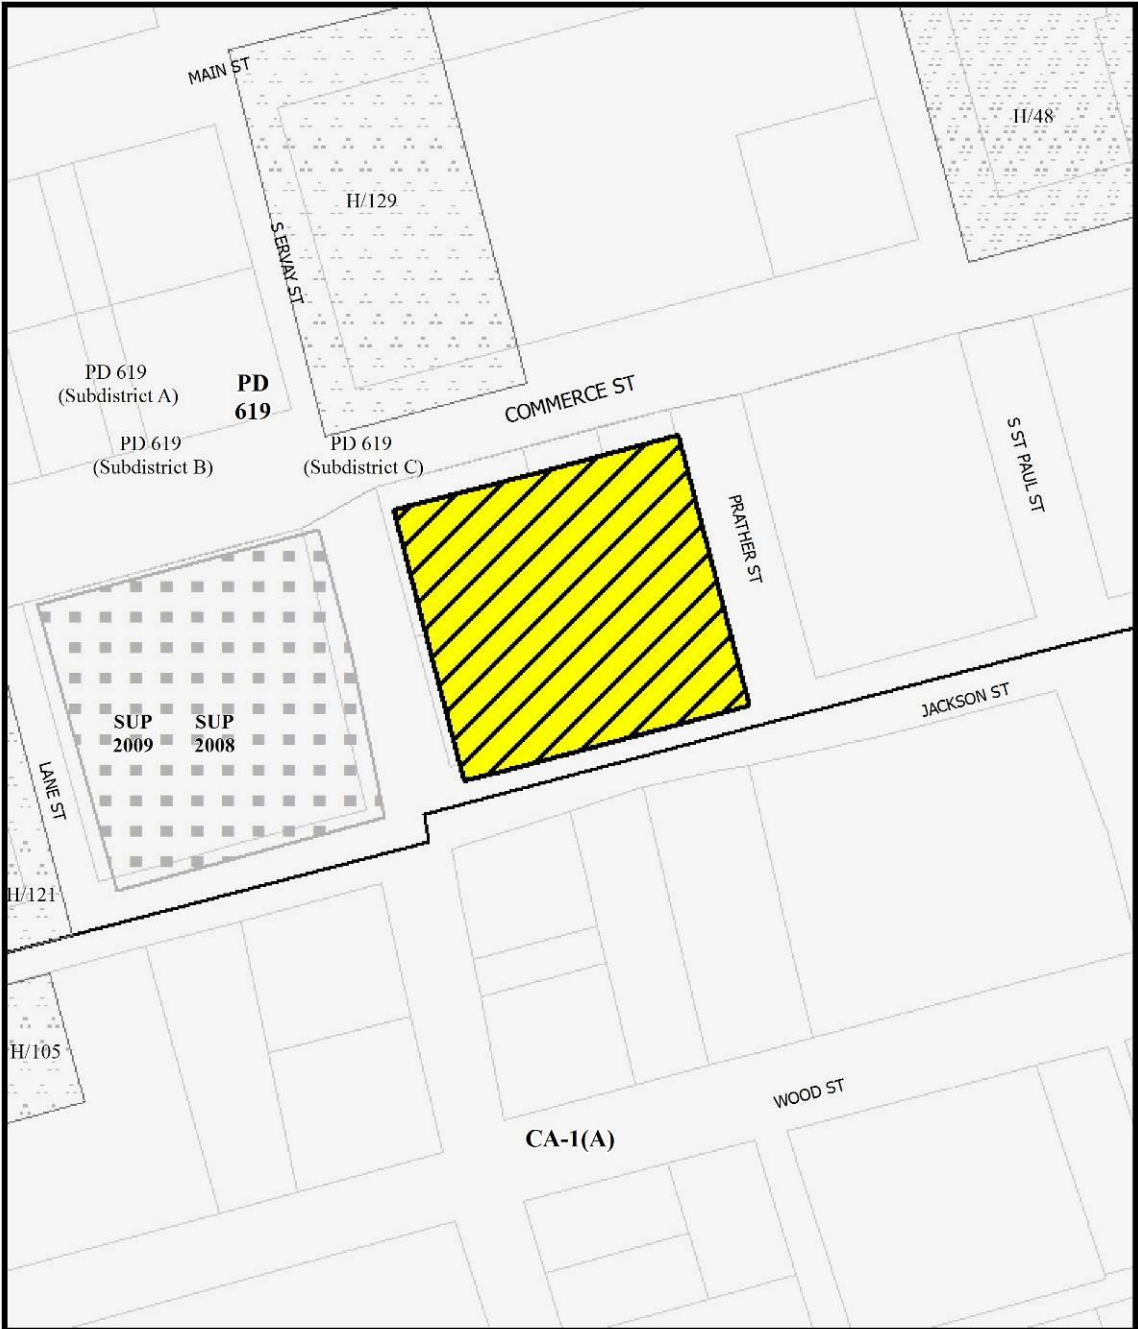 MAIN ST
H/48
H/129
S ERVAY ST
PD 619
(Subdistrict A)
PD
619
COMMERCE ST
PD 619
(Subdistrict B)
PD 619
(Subdistrict C)
S ST PAUL ST
PRATHER ST
JACKSON ST
SUP
2009
SUP
2008
LANE ST
H/121
H/105
WOOD ST
CA-1(A)